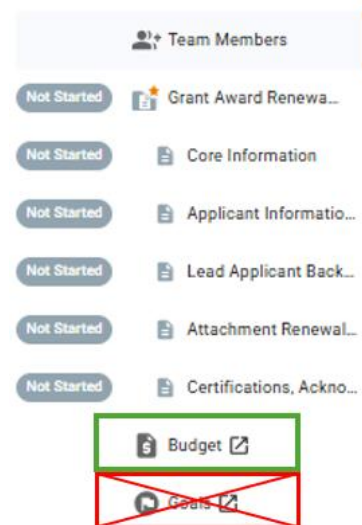 Team Members
Not Started Grant Award Renewa...
Not Started Core Information
Not Started Applicant Informatio...
Not Started Lead Applicant Back...
Not Started Attachment Renewal...
Not Started Certifications, Ackno...
Budget
Goals